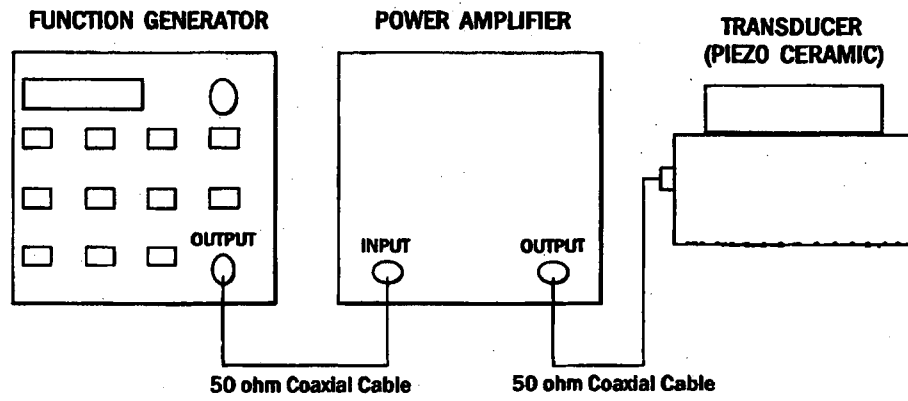 FUNCTION GENERATOR
POWER AMPLIFIER
TRANSDUCER
(PIEZO CERAMIC)
OUTPUT
INPUT
OUTPUT
50 ohm Coaxial Cable
50 ohm Coaxial Cable